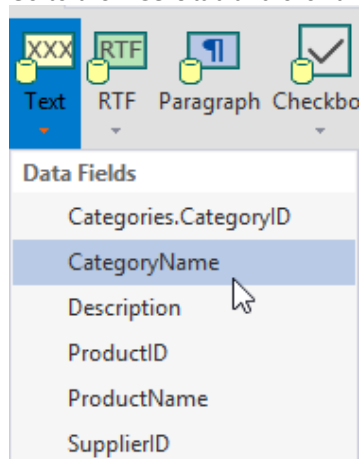 XXX RTF ¶
Text RTF Paragraph Checkbo
Data Fields
Categories.CategoryID
CategoryName
Description
ProductID
ProductName
SupplierID